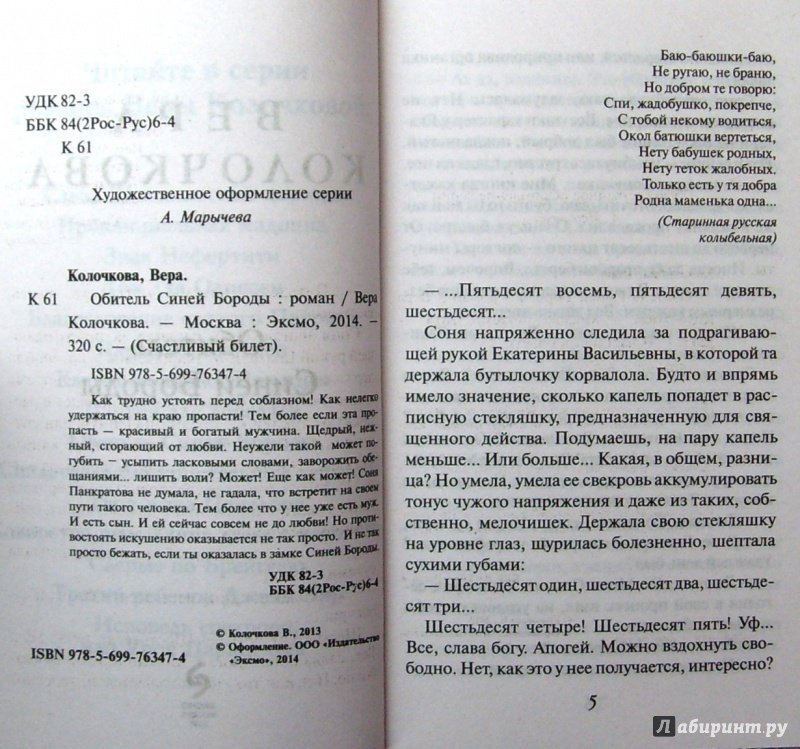 УДК 82-3
ББК 84(2Рос-Рус)6-4
К 61
Художественное оформление серии
А. Марычева
Колочкова, Вера.
К 61 Обитель Синей Бороды : роман / Вера
Колочкова. — Москва : Эксмо, 2014. —
320 с. — (Счастливый билет).
ISBN 978-5-699-76347-4
Как трудно устоять перед соблазном! Как нелегко
удержаться на краю пропасти! Тем более если эта про-
пасть — красивый и богатый мужчина. Щедрый, неж-
ный, сгорающий от любви. Неужели такой может по-
губить — усыпить ласковыми словами, заворожить обе-
щаниями... лишить воли? Может! Еще как может! Соня
Панкратова не думала, не гадала, что встретит на своем
пути такого человека. Тем более что у нее уже есть муж.
И есть сын. И ей сейчас совсем не до любви! Но проти-
востоять искушению оказывается не так просто. И не так
просто бежать, если ты оказалась в замке Синей Бороды.
УДК 82-3
ББК 84(2Рос-Рус)6-4
© Колочкова В., 2013
© Оформление. ООО «Издательство
«Эксмо», 2014
ISBN 978-5-699-76347-4
Баю-баюшки-баю,
Не ругаю, не браню,
Но добром те говорю:
Спи, жадобушко, покрепче,
С тобой некому водиться,
Окол батюшки вертеться,
Нету бабушек родных,
Нету теток жалобных.
Только есть у тя добра
Родна маменька одна...
(Старинная русская
колыбельная)
— ...Пятьдесят восемь, пятьдесят девять,
шестьдесят...
Соня напряженно следила за подрагиваю-
щей рукой Екатерины Васильевны, в которой та
держала бутылочку корвалола. Будто и впрямь
имело значение, сколько капель попадет в рас-
писную стекляшку, предназначенную для свя-
щенного действа. Подумаешь, на пару капель
меньше... Или больше... Какая, в общем, разни-
ца? Но умела, умела ее свекровь аккумулировать
тонус чужого напряжения и даже из таких, соб-
ственно, мелочишек. Держала свою стекляшку
на уровне глаз, щурилась болезненно, шептала
сухими губами:
— Шестьдесят один, шестьдесят два, шестьде-
сят три...
Шестьдесят четыре! Шестьдесят пять! Уф...
Все, слава богу. Апогей. Можно вздохнуть сво-
бодно. Нет, как это у нее получается, интересно?
5
Лабиринт.ру